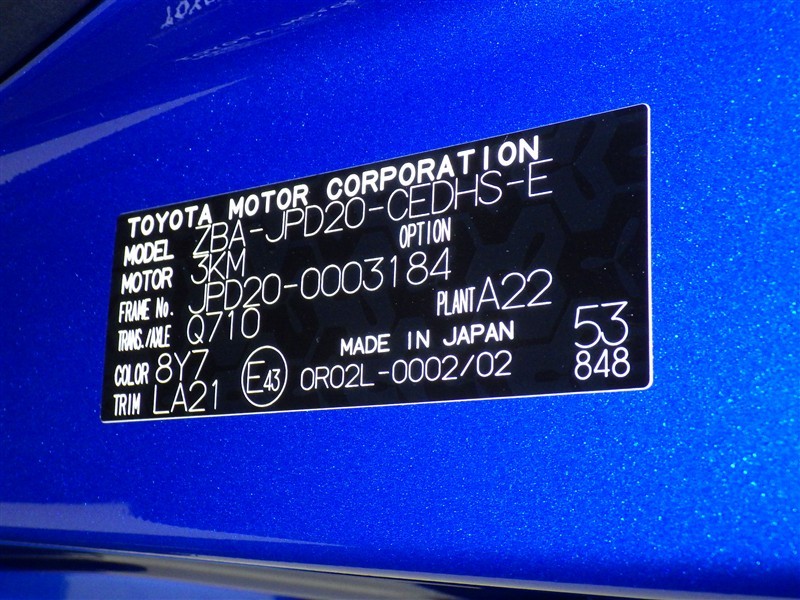 TOYOTA MOTOR CORPORATION
MODEL ZBA-JPD20-CEDHS-E
MOTOR 3KM OPTION
FRAME No. JPD20-0003184
TRANS./AXLE Q710 PLANT A22
COLOR 8Y7 MADE IN JAPAN 53
TRIM LA21 E43 0R02L-0002/02 848